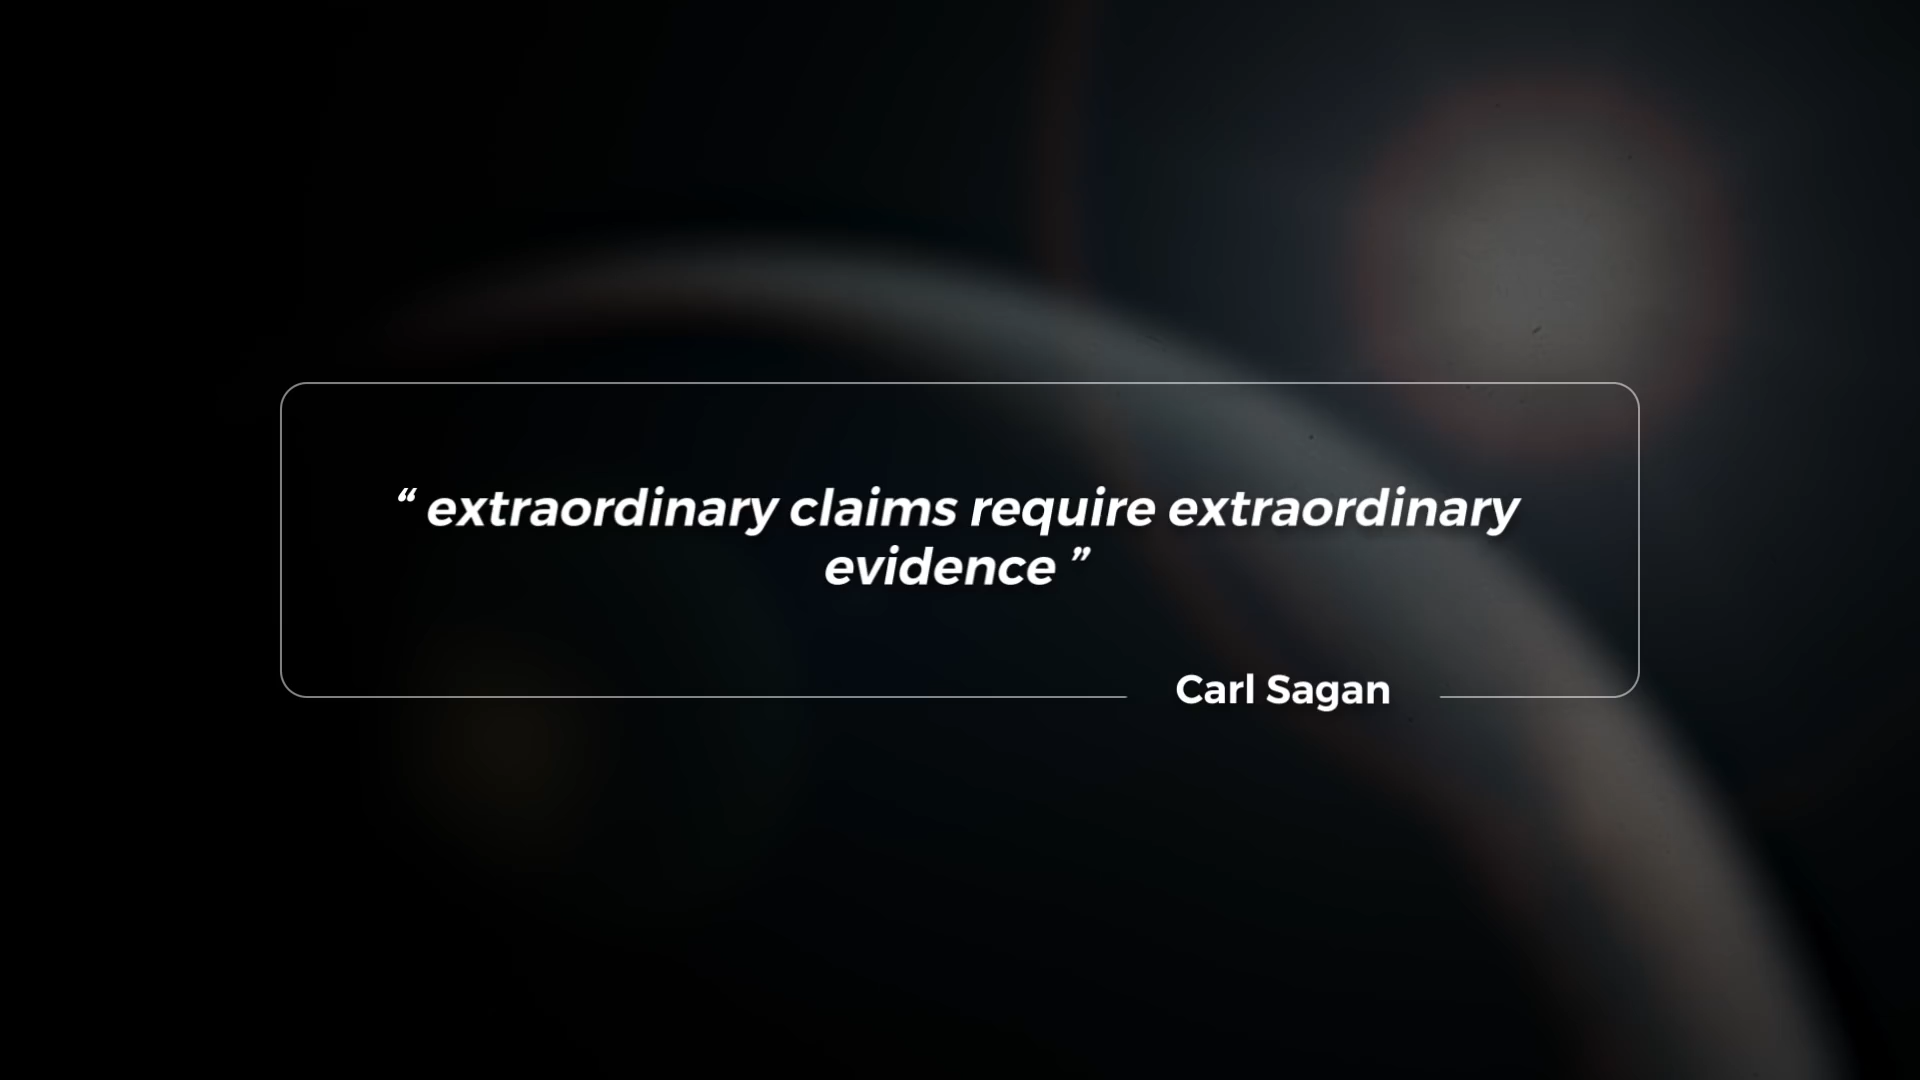 “ extraordinary claims require extraordinary
evidence ”
Carl Sagan